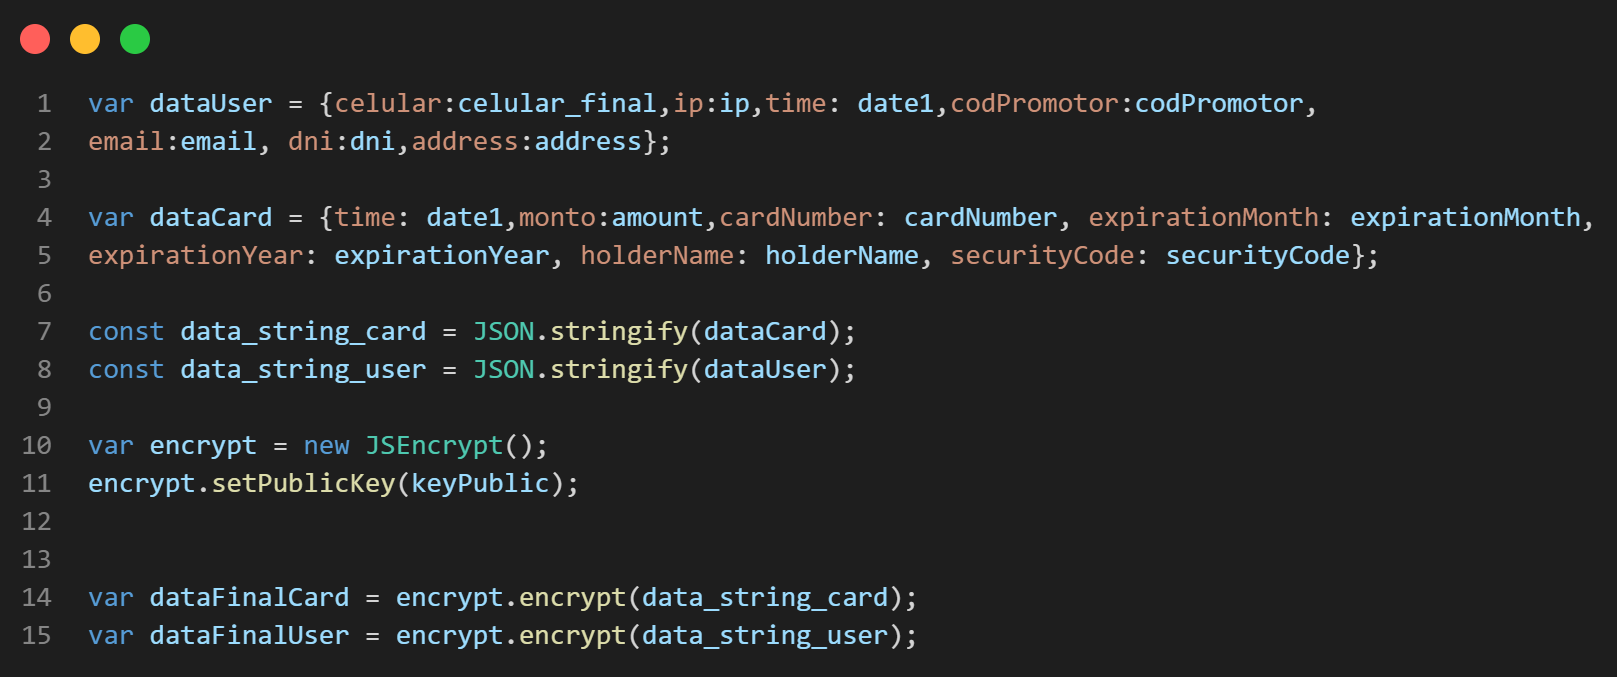 1 var dataUser = {celular:celular_final,ip:ip,time: date1,codPromotor:codPromotor,
2 email:email, dni:dni,address:address};
3
4 var dataCard = {time: date1,monto:amount,cardNumber: cardNumber, expirationMonth: expirationMonth,
5 expirationYear: expirationYear, holderName: holderName, securityCode: securityCode};
6
7 const data_string_card = JSON.stringify(dataCard);
8 const data_string_user = JSON.stringify(dataUser);
9
10 var encrypt = new JSEncrypt();
11 encrypt.setPublicKey(keyPublic);
12
13
14 var dataFinalCard = encrypt.encrypt(data_string_card);
15 var dataFinalUser = encrypt.encrypt(data_string_user);